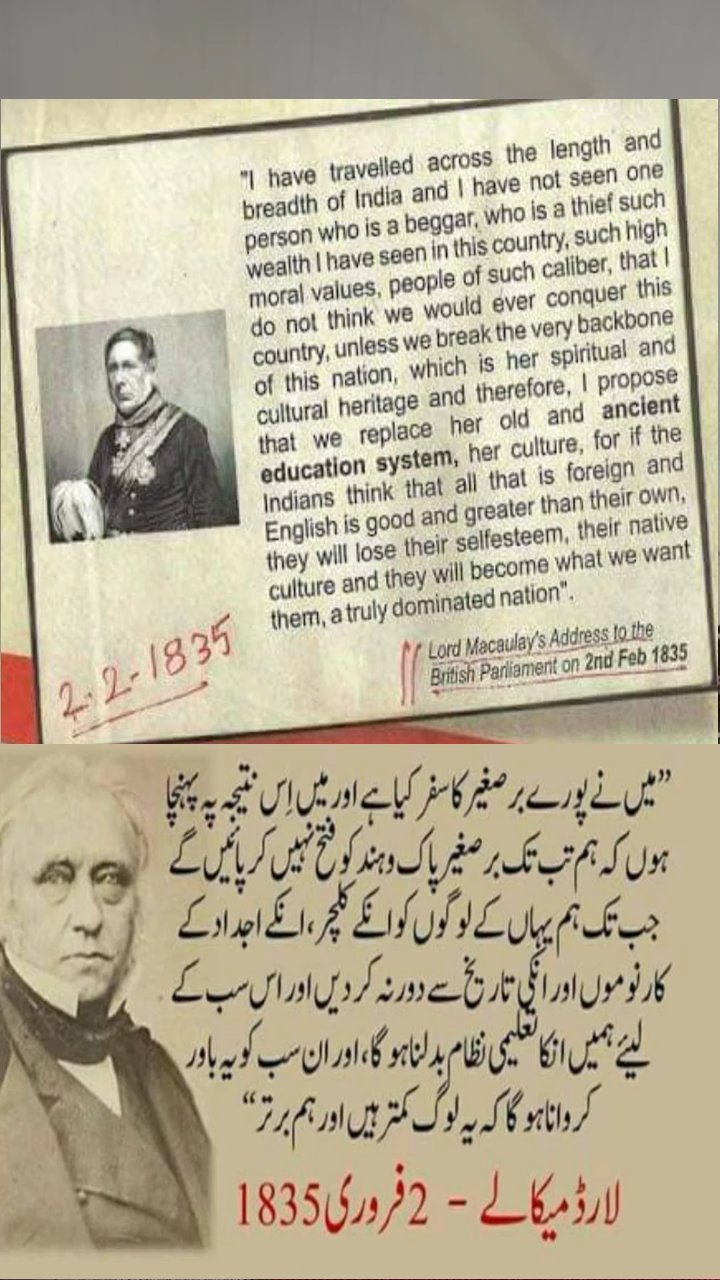 "I have travelled across the length and
breadth of India and I have not seen one
person who is a beggar, who is a thief such
wealth I have seen in this country, such high
moral values, people of such caliber, that I
do not think we would ever conquer this
country, unless we break the very backbone
of this nation, which is her spiritual and
cultural heritage and therefore, I propose
that we replace her old and ancient
education system, her culture, for if the
Indians think that all that is foreign and
English is good and greater than their own,
they will lose their selfesteem, their native
culture and they will become what we want
them, a truly dominated nation".
2-2-1835
Lord Macaulay's Address to the
British Parliament on 2nd Feb 1835
”میں نے پورے برصغیر کا سفر کیا ہے اور میں اِس نتیجہ پہ پہنچا
ہوں کہ ہم تب تک برصغیر پاک وہند کو فتح نہیں کر پائیں گے
جب تک ہم یہاں کے لوگوں کو انکے کلچر، انکے اجداد کے
کارنوموں اور انکی تاریخ سے دور نہ کر دیں اور اس سب کے
لیئے ہمیں انکا تعلیمی نظام بدلنا ہو گا، اور ان سب کو یہ باور
کروانا ہو گا کہ یہ لوگ کمتر ہیں اور ہم برتر“
لارڈ میکالے - 2 فروری 1835